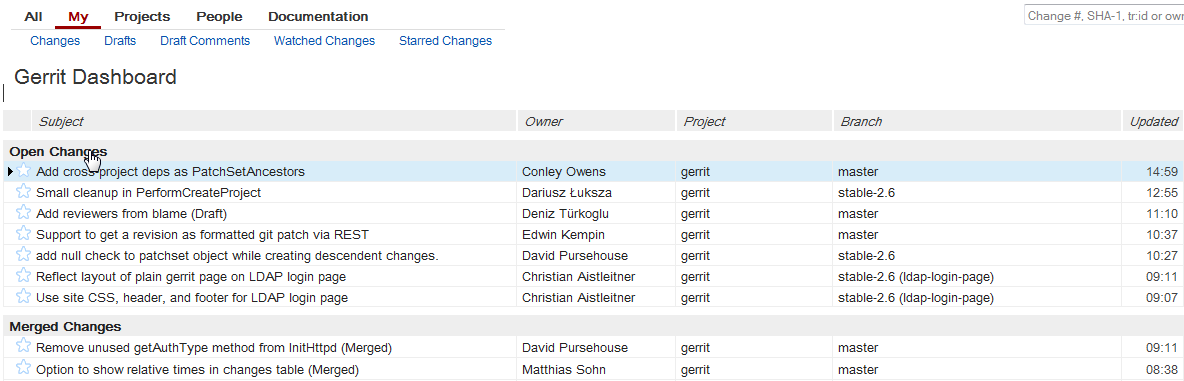 All My Projects People Documentation
Change #, SHA-1, tr:id or own
Changes Drafts Draft Comments Watched Changes Starred Changes
Gerrit Dashboard
Subject Owner Project Branch Updated
Open Changes
Add cross-project deps as PatchSetAncestors Conley Owens gerrit master 14:59
Small cleanup in PerformCreateProject Dariusz Łuksza gerrit stable-2.6 12:55
Add reviewers from blame (Draft) Deniz Türkoglu gerrit master 11:10
Support to get a revision as formatted git patch via REST Edwin Kempin gerrit master 10:37
add null check to patchset object while creating descendent changes. David Pursehouse gerrit stable-2.6 10:27
Reflect layout of plain gerrit page on LDAP login page Christian Aistleitner gerrit stable-2.6 (ldap-login-page) 09:11
Use site CSS, header, and footer for LDAP login page Christian Aistleitner gerrit stable-2.6 (ldap-login-page) 09:07
Merged Changes
Remove unused getAuthType method from InitHttpd (Merged) David Pursehouse gerrit master 09:11
Option to show relative times in changes table (Merged) Matthias Sohn gerrit master 08:38